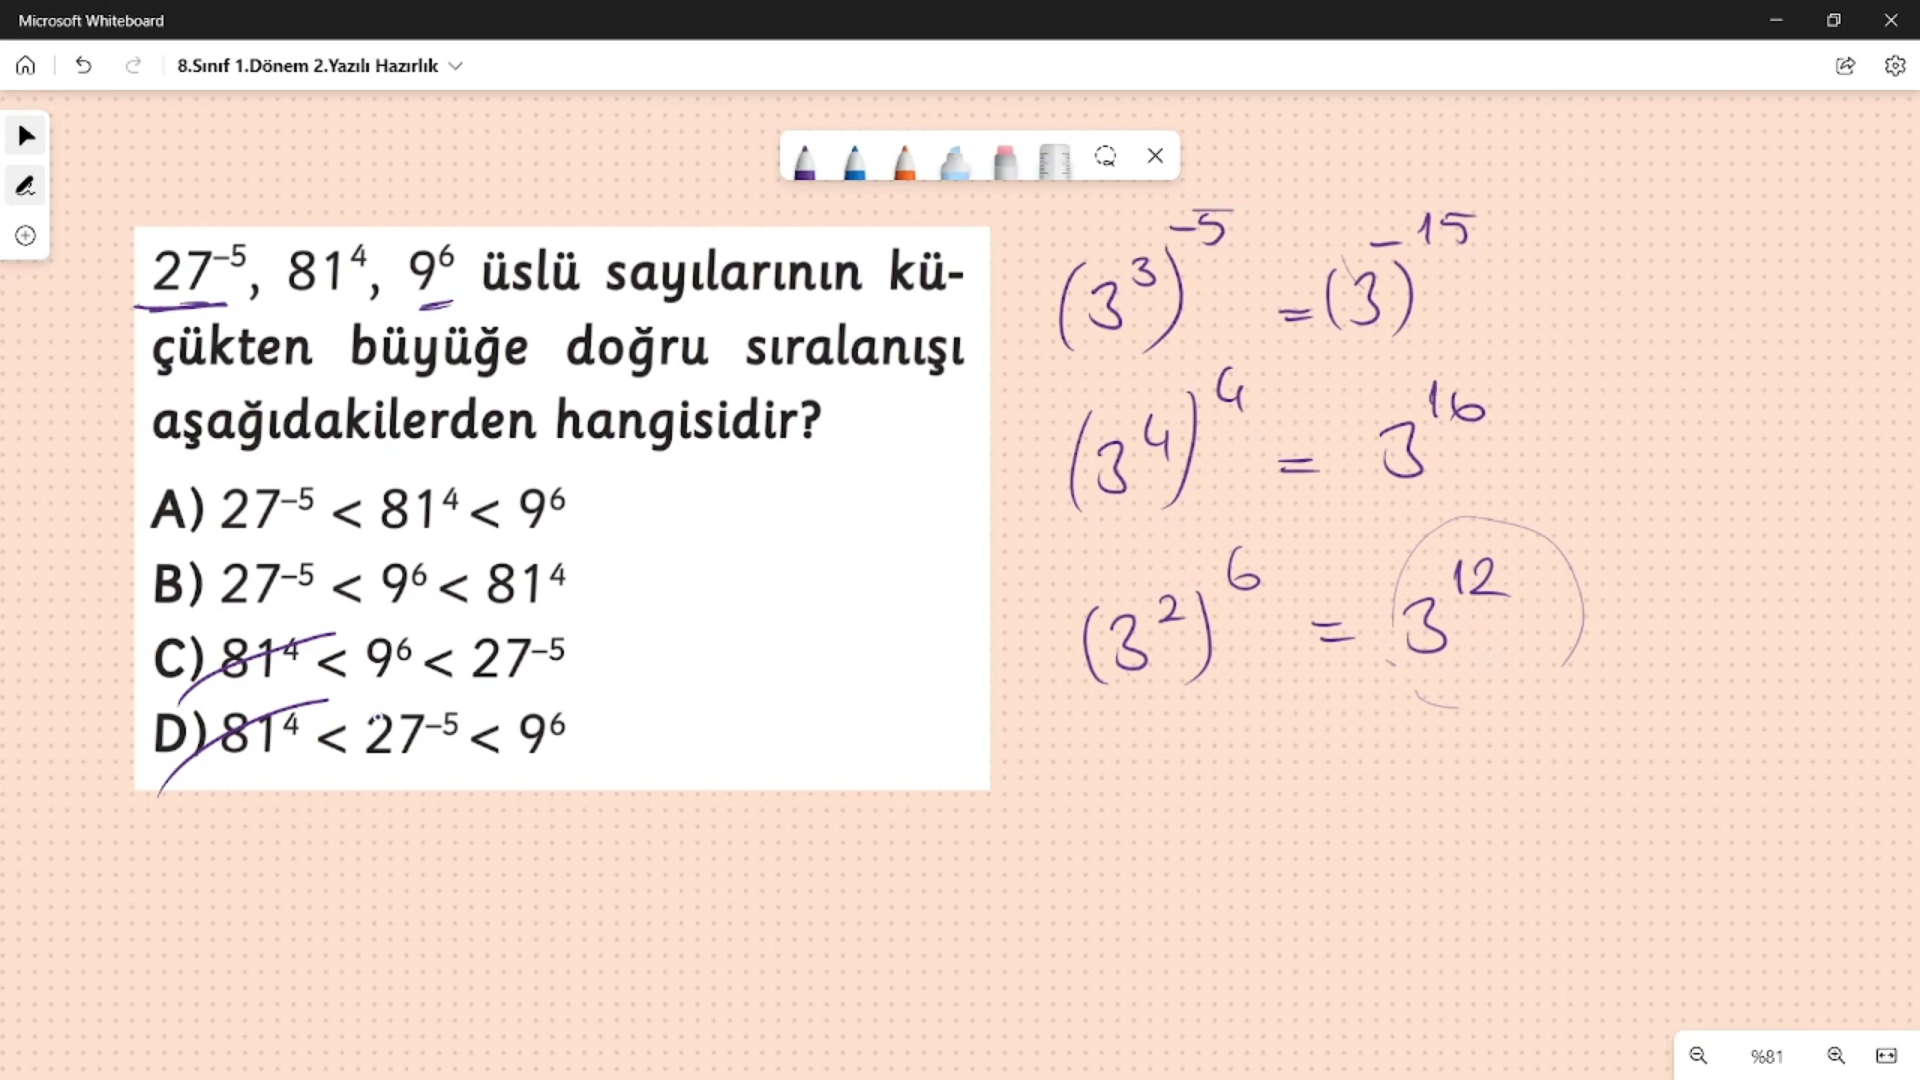 Microsoft Whiteboard
8.Sınıf 1.Dönem 2.Yazılı Hazırlık
27⁻⁵, 81⁴, 9⁶ üslü sayılarının kü-
çükten büyüğe doğru sıralanışı
aşağıdakilerden hangisidir?
A) 27⁻⁵ < 81⁴ < 9⁶
B) 27⁻⁵ < 9⁶ < 81⁴
C) 81⁴ < 9⁶ < 27⁻⁵
D) 81⁴ < 27⁻⁵ < 9⁶
(3³)⁻⁵ = (3)⁻¹⁵
(3⁴)⁴ = 3¹⁶
(3²)⁶ = 3¹²
%81